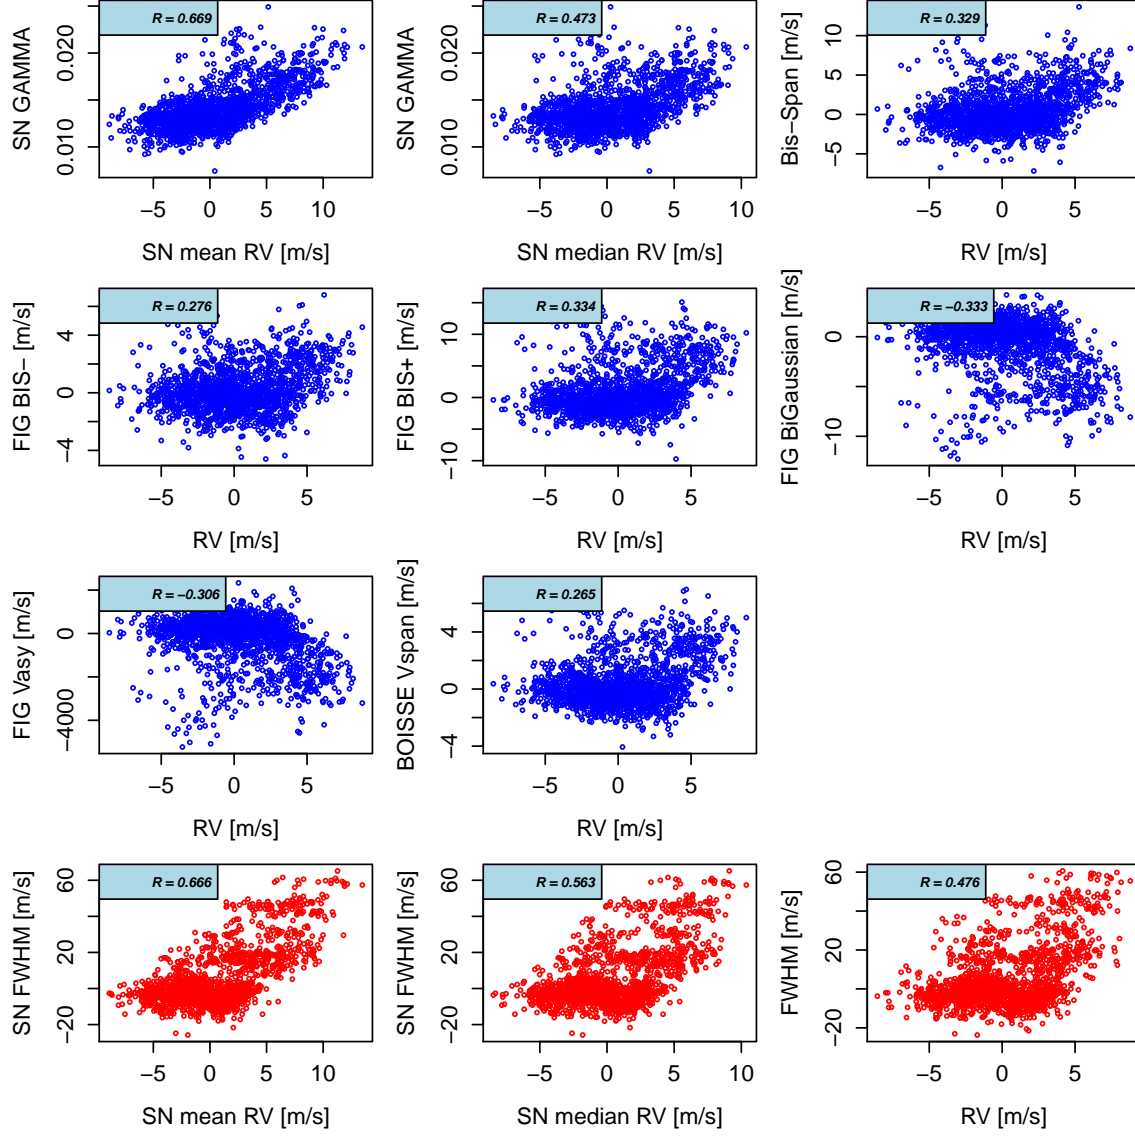 R = 0.669
SN GAMMA
0.010
0.020
−5 0 5 10
SN mean RV [m/s]
R = 0.473
SN GAMMA
0.010
0.020
−5 0 5 10
SN median RV [m/s]
R = 0.329
Bis−Span [m/s]
−5
0
5
10
−5 0 5
RV [m/s]
R = 0.276
FIG BIS− [m/s]
−4
0
4
−5 0 5
RV [m/s]
R = 0.334
FIG BIS+ [m/s]
−10
0
10
−5 0 5
RV [m/s]
R = −0.333
FIG BiGaussian [m/s]
−10
0
−5 0 5
RV [m/s]
R = −0.306
FIG Vasy [m/s]
−4000
0
−5 0 5
RV [m/s]
R = 0.265
BOISSE Vspan [m/s]
−4
0
4
−5 0 5
RV [m/s]
R = 0.666
SN FWHM [m/s]
−20
20
60
−5 0 5 10
SN mean RV [m/s]
R = 0.563
SN FWHM [m/s]
−20
20
60
−5 0 5 10
SN median RV [m/s]
R = 0.476
FWHM [m/s]
−20
20
60
−5 0 5
RV [m/s]